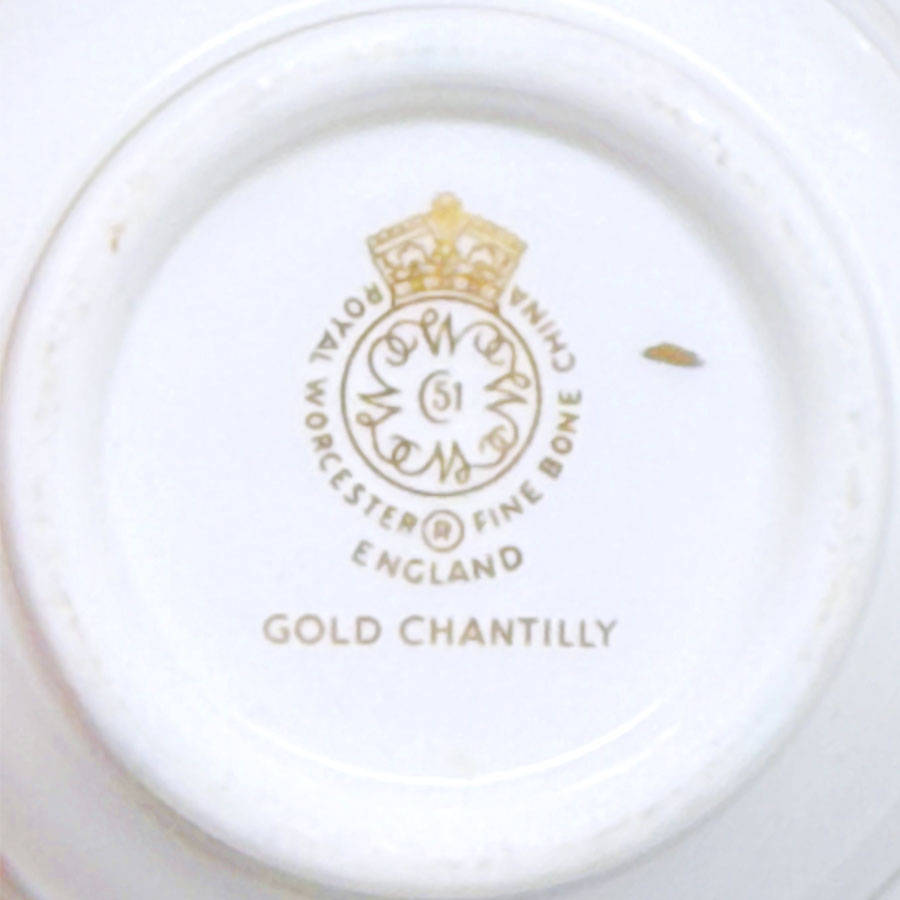 ROYAL WORCESTER ® FINE BONE CHINA
W W W W
C 51
ENGLAND
GOLD CHANTILLY